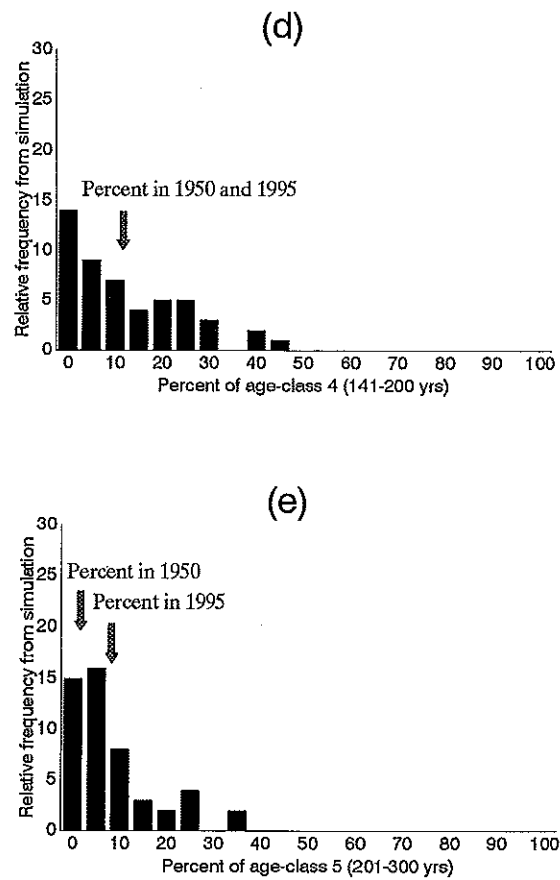 (d)
Relative frequency from simulation
30
25
20
15
10
5
0
Percent in 1950 and 1995
0 10 20 30 40 50 60 70 80 90 100
Percent of age-class 4 (141-200 yrs)
(e)
Relative frequency from simulation
30
25
20
15
10
5
0
Percent in 1950
Percent in 1995
0 10 20 30 40 50 60 70 80 90 100
Percent of age-class 5 (201-300 yrs)